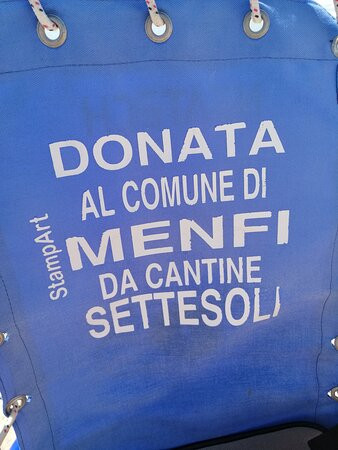 DONATA
AL COMUNE DI
MENFI
DA CANTINE
SETTESOLI
StampArt